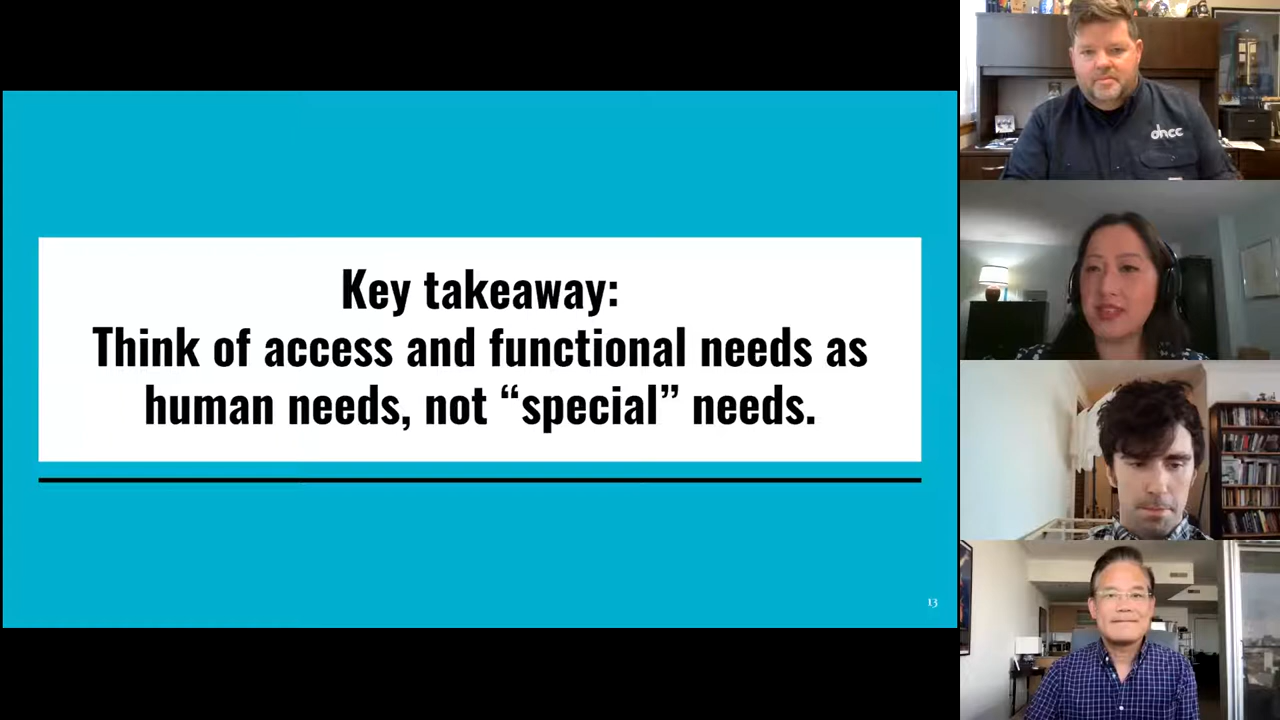 Key takeaway:
Think of access and functional needs as
human needs, not “special” needs.
13
dhcc